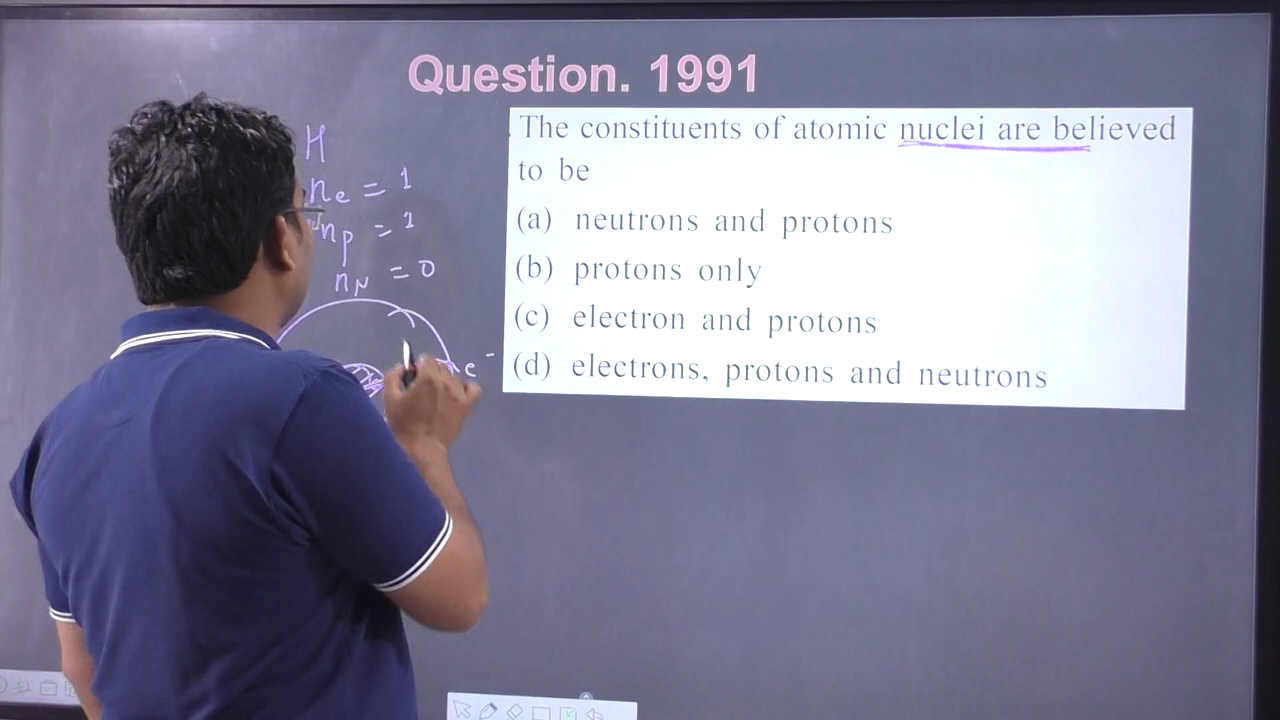 Question. 1991
The constituents of atomic nuclei are believed
to be
(a) neutrons and protons
(b) protons only
(c) electron and protons
(d) electrons, protons and neutrons
H
ne = 1
np = 1
nN = 0
e-